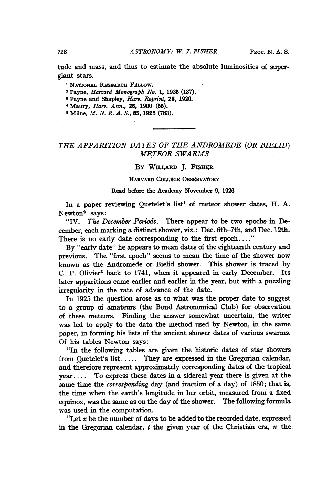 728 ASTRONOMY: W. J. FISHER PROC. N. A. S.
tude and mass, and thus to estimate the absolute luminosities of super-
giant stars.
¹ NATIONAL RESEARCH FELLOW.
² Payne, Harvard Monograph No. 1, 1925 (187).
³ Payne and Shapley, Harv. Reprint, 28, 1926.
⁴ Maury, Harv. Ann., 28, 1900 (56).
⁵ Milne, M. N. R. A. S., 85, 1925 (783).
THE APPARITION DATES OF THE ANDROMEDE (OR BIELID)
METEOR SWARMS
BY WILLARD J. FISHER
HARVARD COLLEGE OBSERVATORY
Read before the Academy November 9, 1926
In a paper reviewing Quetelet's list¹ of meteor shower dates, H. A.
Newton² says:
"IV. The December Periods. There appear to be two epochs in De-
cember, each marking a distinct shower, viz.: Dec. 6th–7th, and Dec. 12th.
There is no early date corresponding to the first epoch...."
By "early date" he appears to mean dates of the eighteenth century and
previous. The "first epoch" seems to mean the time of the shower now
known as the Andromede or Bielid shower. This shower is traced by
C. P. Olivier³ back to 1741, when it appeared in early December. Its
later apparitions came earlier and earlier in the year, but with a puzzling
irregularity in the rate of advance of the date.
In 1925 the question arose as to what was the proper date to suggest
to a group of amateurs (the Bond Astronomical Club) for observation
of these meteors. Finding the answer somewhat uncertain, the writer
was led to apply to the data the method used by Newton, in the same
paper, in forming his lists of the ancient shower dates of various swarms.
Of his tables Newton says:
"In the following tables are given the historic dates of star showers
from Quetelet's list..... They are expressed in the Gregorian calendar,
and therefore represent approximately corresponding dates of the tropical
year.... To express these dates in a sidereal year there is given at the
same time the corresponding day (and fraction of a day) of 1850; that is,
the time when the earth's longitude in her orbit, measured from a fixed
equinox, was the same as on the day of the shower. The following formula
was used in the computation.
"Let x be the number of days to be added to the recorded date, expressed
in the Gregorian calendar, t the given year of the Christian era, n the